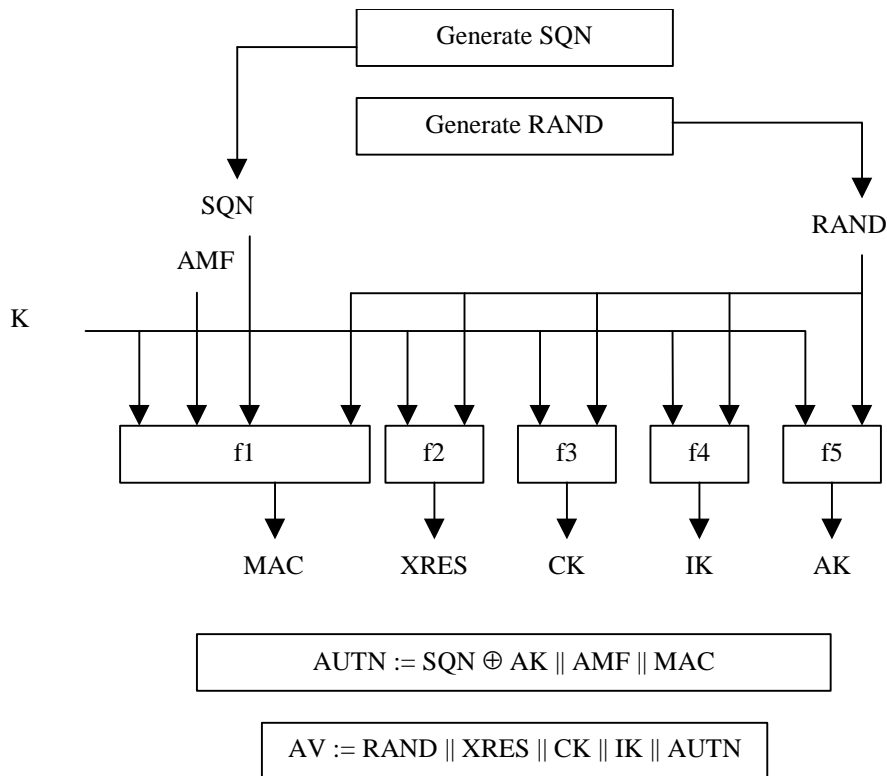 Generate SQN
Generate RAND
SQN
RAND
AMF
K
f1
f2
f3
f4
f5
MAC
XRES
CK
IK
AK
AUTN := SQN ⊕ AK || AMF || MAC
AV := RAND || XRES || CK || IK || AUTN